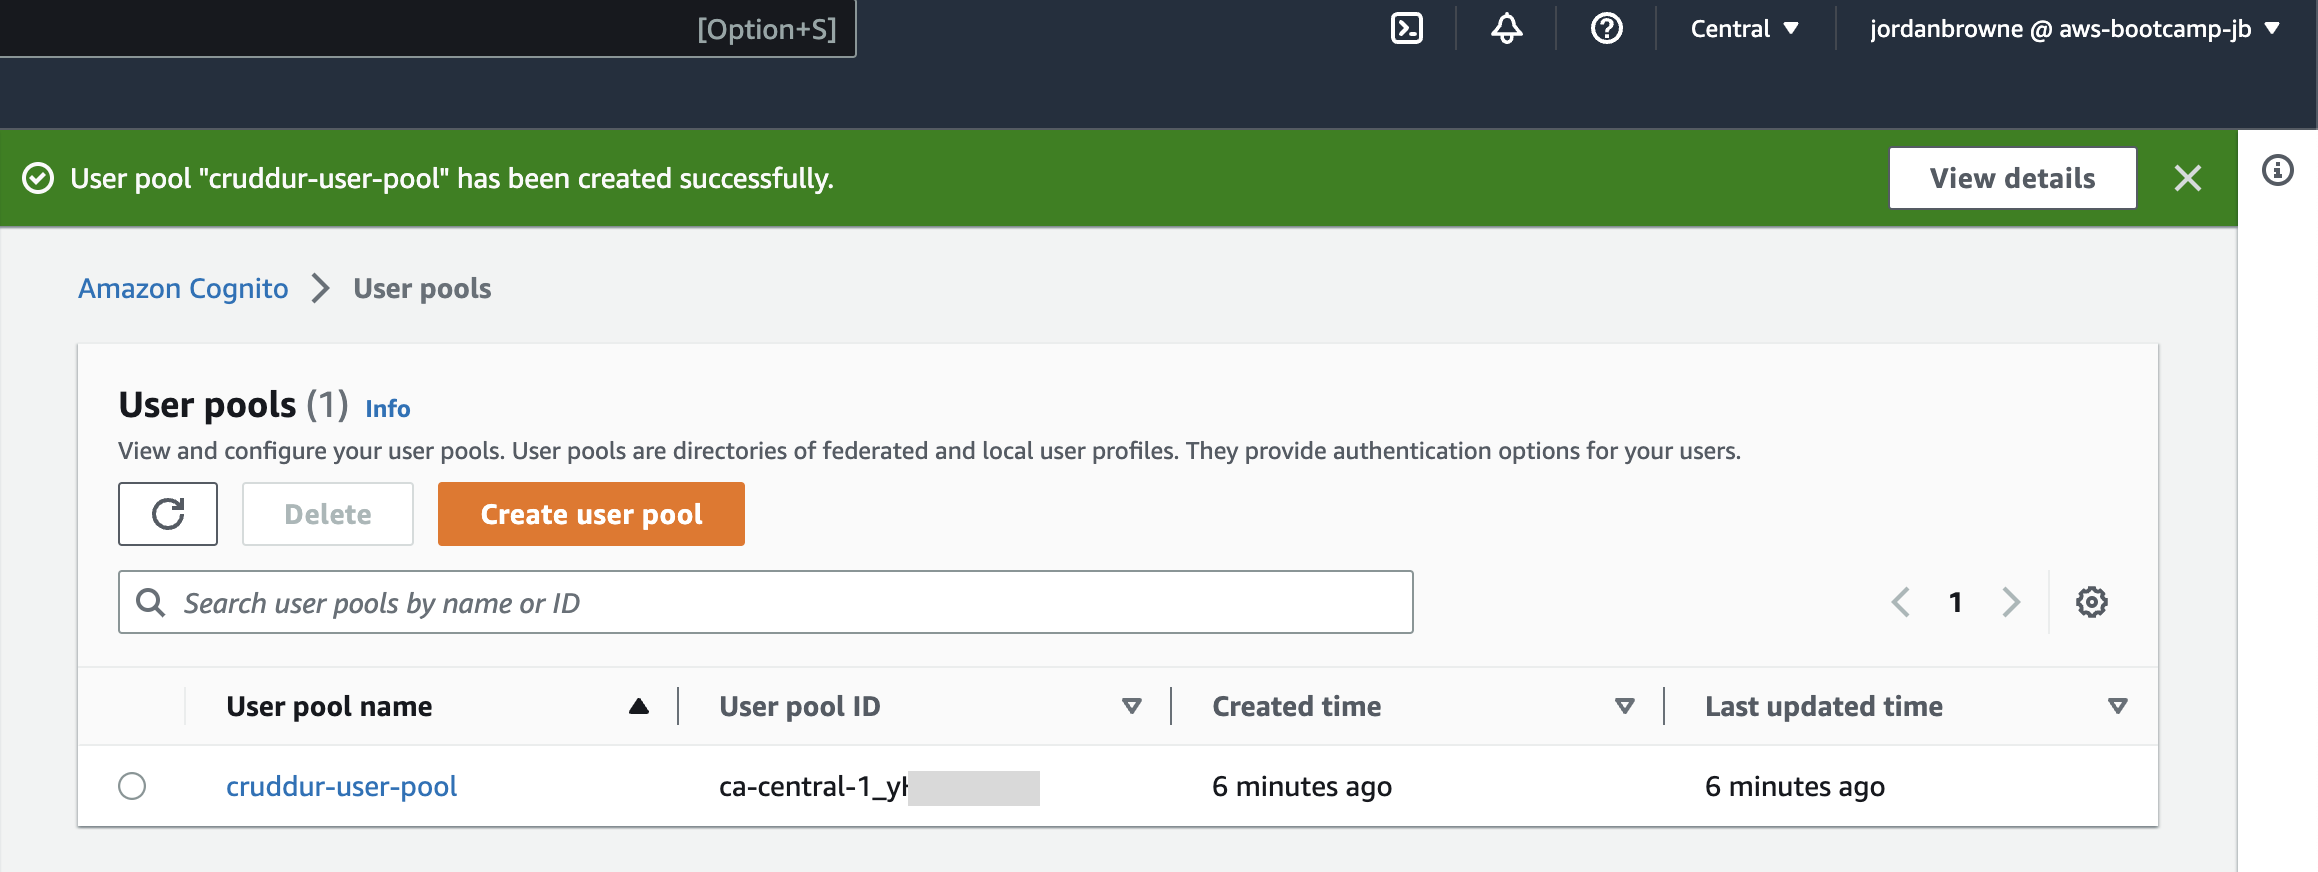 [Option+S]
Central
jordanbrowne @ aws-bootcamp-jb
User pool "cruddur-user-pool" has been created successfully.
View details
Amazon Cognito
User pools
User pools (1) Info
View and configure your user pools. User pools are directories of federated and local user profiles. They provide authentication options for your users.
Delete
Create user pool
Search user pools by name or ID
1
User pool name
User pool ID
Created time
Last updated time
cruddur-user-pool
ca-central-1_y
6 minutes ago
6 minutes ago